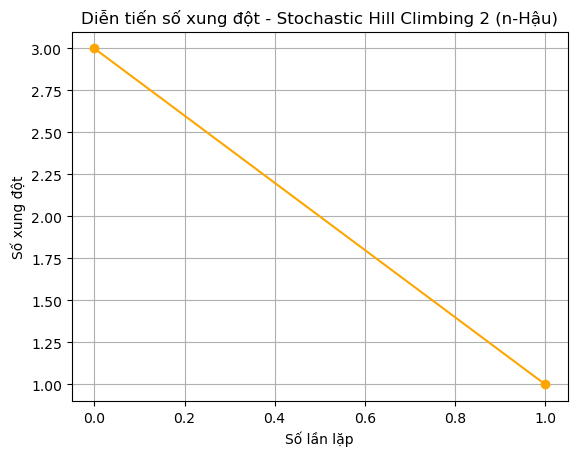 Diễn tiến số xung đột - Stochastic Hill Climbing 2 (n-Hậu)
3.00
2.75
2.50
2.25
2.00
1.75
1.50
1.25
1.00
Số xung đột
0.0 0.2 0.4 0.6 0.8 1.0
Số lần lặp